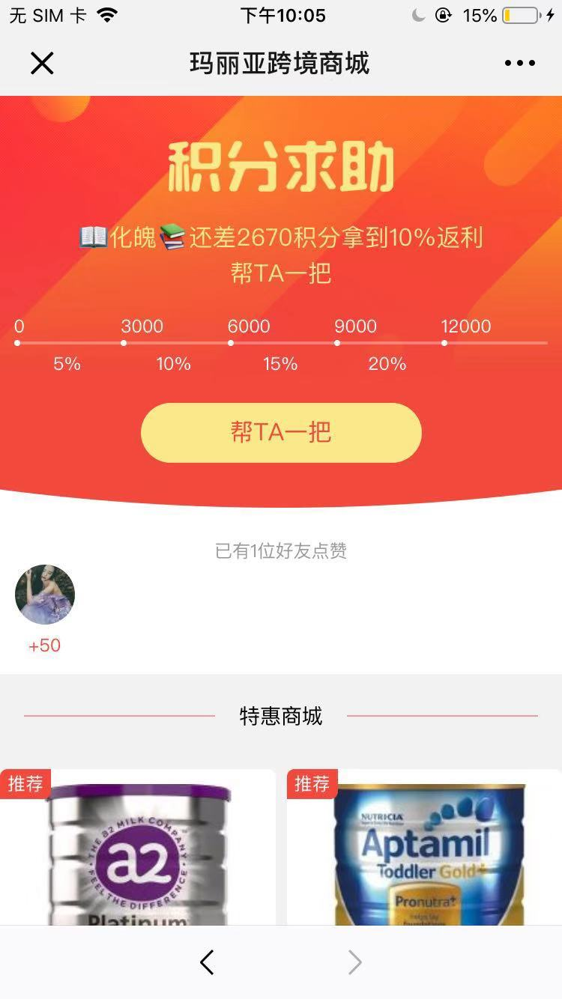 无 SIM 卡 下午10:05 15%
玛丽亚跨境商城
积分求助
📖化魄📚还差2670积分拿到10%返利
帮TA一把
0 3000 6000 9000 12000
5% 10% 15% 20%
帮TA一把
已有1位好友点赞
+50
特惠商城
推荐 推荐
THE a2 MILK COMPANY™
a2
FEEL THE DIFFERENCE
Platinum
NUTRICIA
Aptamil
Toddler Gold+
Pronutra+